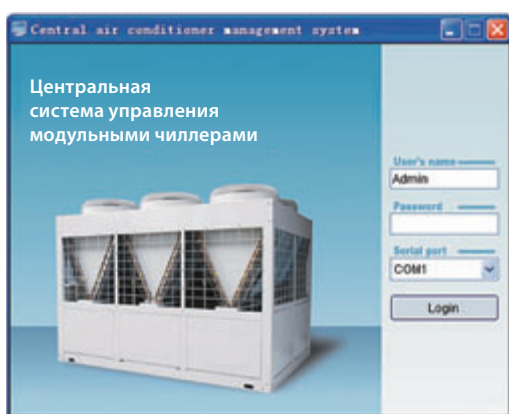 Central air conditioner management system
Центральная
система управления
модульными чиллерами
User's name
Admin
Password
Serial port
COM1
Login